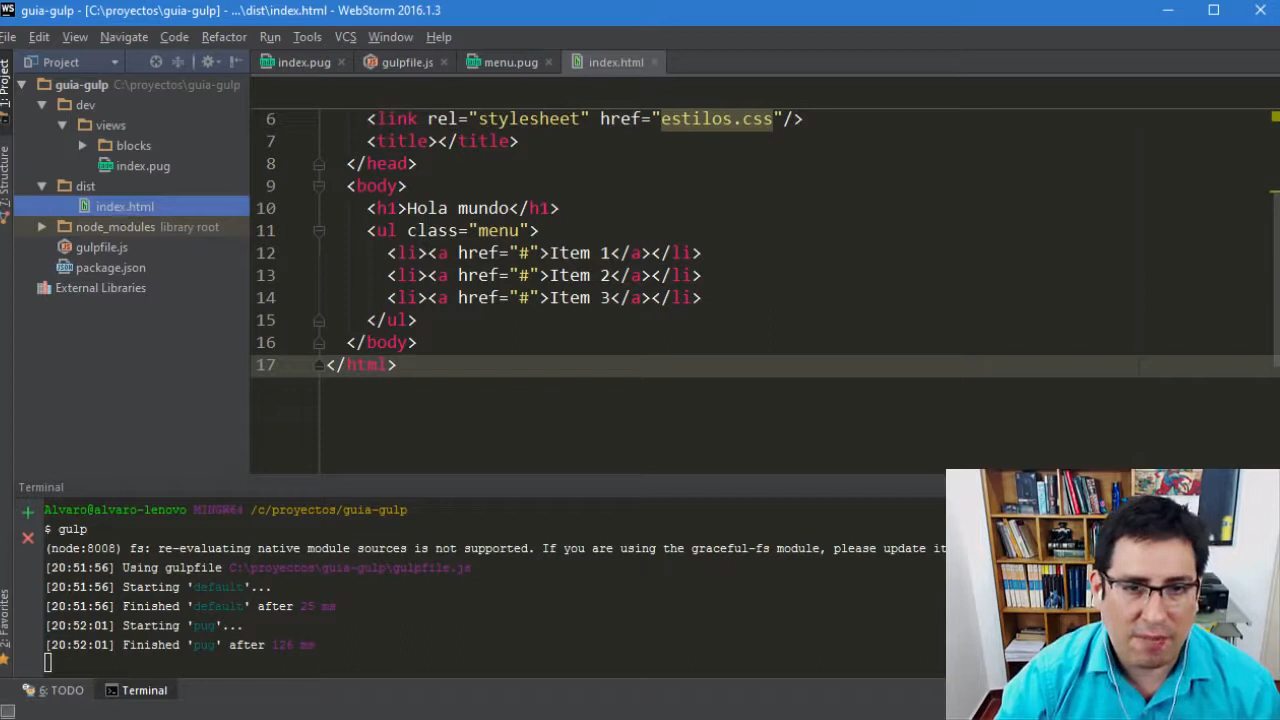 WS guia-gulp - [C:\proyectos\guia-gulp] - ...\dist\index.html - WebStorm 2016.1.3
File Edit View Navigate Code Refactor Run Tools VCS Window Help
Project
index.pug gulpfile.js menu.pug index.html
1: Project
7: Structure
2: Favorites
guia-gulp C:\proyectos\guia-gulp
dev
views
blocks
index.pug
dist
index.html
node_modules library root
gulpfile.js
package.json
External Libraries
6 <link rel="stylesheet" href="estilos.css"/>
7 <title></title>
8 </head>
9 <body>
10 <h1>Hola mundo</h1>
11 <ul class="menu">
12 <li><a href="#">Item 1</a></li>
13 <li><a href="#">Item 2</a></li>
14 <li><a href="#">Item 3</a></li>
15 </ul>
16 </body>
17 </html>
Terminal
Alvaro@alvaro-lenovo MINGW64 /c/proyectos/guia-gulp
$ gulp
(node:8008) fs: re-evaluating native module sources is not supported. If you are using the graceful-fs module, please update it
[20:51:56] Using gulpfile C:\proyectos\guia-gulp\gulpfile.js
[20:51:56] Starting 'default'...
[20:51:56] Finished 'default' after 25 ms
[20:52:01] Starting 'pug'...
[20:52:01] Finished 'pug' after 126 ms
6: TODO Terminal